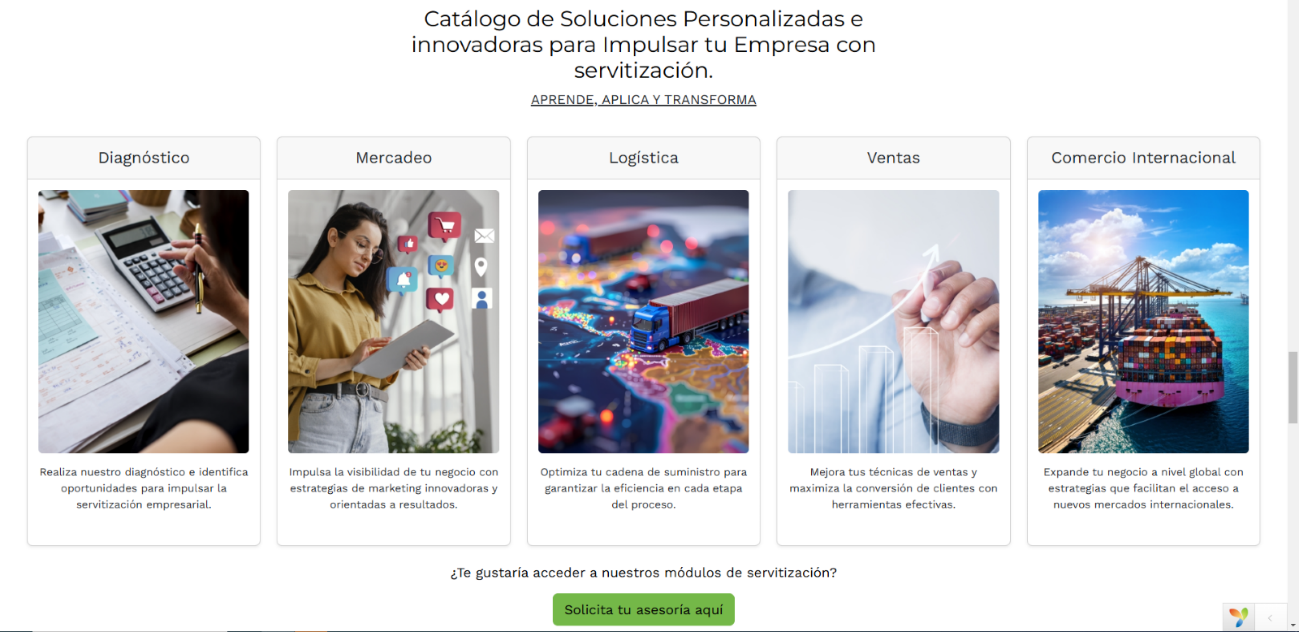 Catálogo de Soluciones Personalizadas e
innovadoras para Impulsar tu Empresa con
servitización.
APRENDE, APLICA Y TRANSFORMA
Diagnóstico
Realiza nuestro diagnóstico e identifica
oportunidades para impulsar la
servitización empresarial.
Mercadeo
Impulsa la visibilidad de tu negocio con
estrategias de marketing innovadoras y
orientadas a resultados.
Logística
Optimiza tu cadena de suministro para
garantizar la eficiencia en cada etapa
del proceso.
Ventas
Mejora tus técnicas de ventas y
maximiza la conversión de clientes con
herramientas efectivas.
Comercio Internacional
Expande tu negocio a nivel global con
estrategias que facilitan el acceso a
nuevos mercados internacionales.
¿Te gustaría acceder a nuestros módulos de servitización?
Solicita tu asesoría aquí